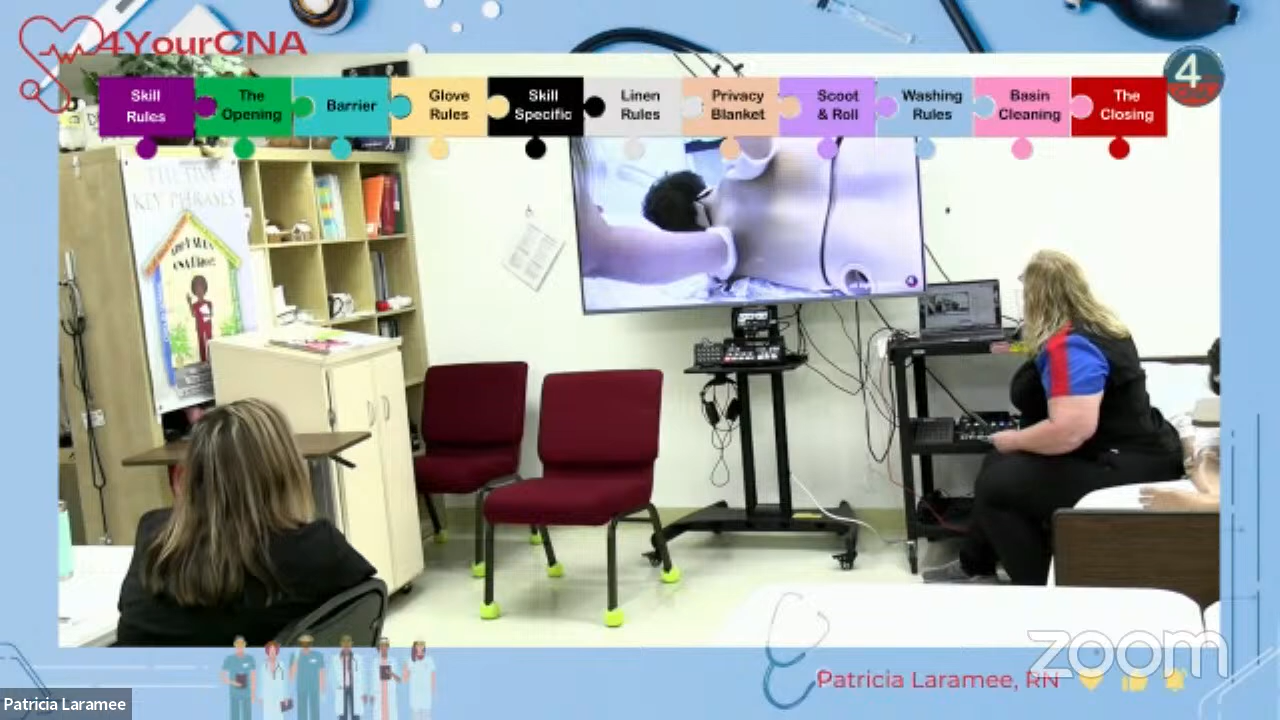 4YourCNA
4
Skill
Rules
The
Opening
Barrier
Glove
Rules
Skill
Specific
Linen
Rules
Privacy
Blanket
Scoot
& Roll
Washing
Rules
Basin
Cleaning
The
Closing
THE FIVE
KEY PHRASES
zoom
Patricia Laramee, RN
Patricia Laramee